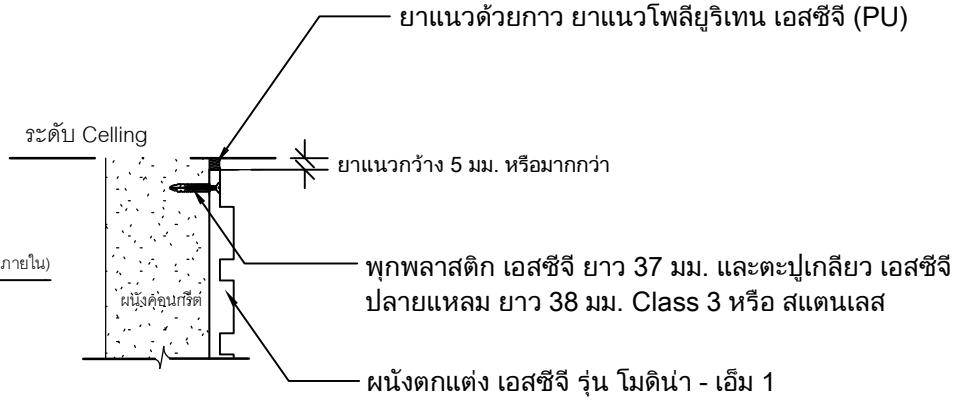 ยาแนวด้วยกาว ยาแนวโพลียูริเทน เอสซีจี (PU)
ระดับ Celling
ยาแนวกว้าง 5 มม. หรือมากกว่า
ภายใน)
พุกพลาสติก เอสซีจี ยาว 37 มม. และตะปูเกลียว เอสซีจี
ปลายแหลม ยาว 38 มม. Class 3 หรือ สแตนเลส
ผนังคอนกรีต
ผนังตกแต่ง เอสซีจี รุ่น โมดิน่า - เอ็ม 1